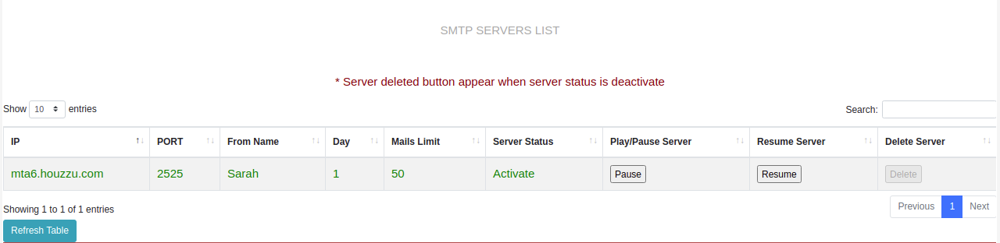 SMTP SERVERS LIST
* Server deleted button appear when server status is deactivate
Show 10 entries Search:
IP PORT From Name Day Mails Limit Server Status Play/Pause Server Resume Server Delete Server
mta6.houzzu.com 2525 Sarah 1 50 Activate Pause Resume Delete
Showing 1 to 1 of 1 entries Previous 1 Next
Refresh Table